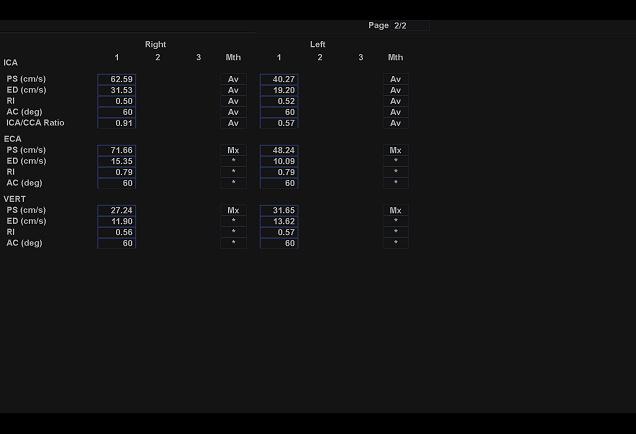 Page 2/2
Right Left
1 2 3 Mth 1 2 3 Mth
ICA
PS (cm/s) 62.59 Av 40.27 Av
ED (cm/s) 31.53 Av 19.20 Av
RI 0.50 Av 0.52 Av
AC (deg) 60 Av 60 Av
ICA/CCA Ratio 0.91 Av 0.57 Av
ECA
PS (cm/s) 71.66 Mx 48.24 Mx
ED (cm/s) 15.35 * 10.09 *
RI 0.79 * 0.79 *
AC (deg) 60 * 60 *
VERT
PS (cm/s) 27.24 Mx 31.65 Mx
ED (cm/s) 11.90 * 13.62 *
RI 0.56 * 0.57 *
AC (deg) 60 * 60 *